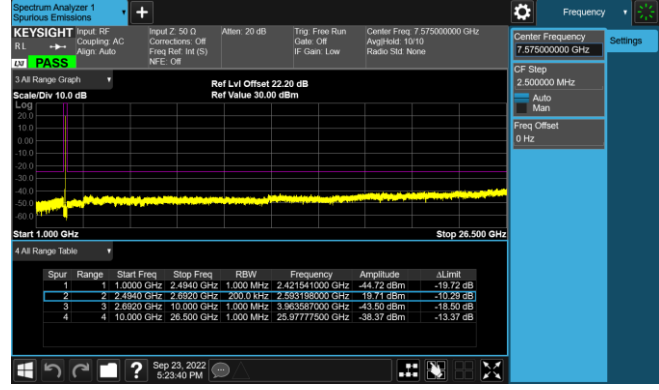 Spectrum Analyzer 1
Spurious Emissions
+
Frequency
KEYSIGHT
Input: RF
Coupling: AC
Align: Auto
Input Z: 50 Ω
Corrections: Off
Freq Ref: Int (S)
NFE: Off
Atten: 20 dB
Trig: Free Run
Gate: Off
IF Gain: Low
Center Freq: 7.575000000 GHz
Avg|Hold: 10/10
Radio Std: None
RL
LXI
PASS
Center Frequency
7.575000000 GHz
Settings
CF Step
2.500000 MHz
Auto
Man
Freq Offset
0 Hz
3 All Range Graph
Scale/Div 10.0 dB
Ref Lvl Offset 22.20 dB
Ref Value 30.00 dBm
Log
20.0
10.0
0.00
-10.0
-20.0
-30.0
-40.0
-50.0
-60.0
Start 1.000 GHz
Stop 26.500 GHz
4 All Range Table
Spur Range Start Freq Stop Freq RBW Frequency Amplitude ΔLimit
1 1 1.0000 GHz 2.4940 GHz 1.000 MHz 2.421541000 GHz -44.72 dBm -19.72 dB
2 2 2.4940 GHz 2.6920 GHz 200.0 kHz 2.593198000 GHz 19.71 dBm -10.29 dB
3 3 2.6920 GHz 10.000 GHz 1.000 MHz 3.963587000 GHz -43.50 dBm -18.50 dB
4 4 10.000 GHz 26.500 GHz 1.000 MHz 25.97777500 GHz -38.37 dBm -13.37 dB
?
Sep 23, 2022
5:23:40 PM